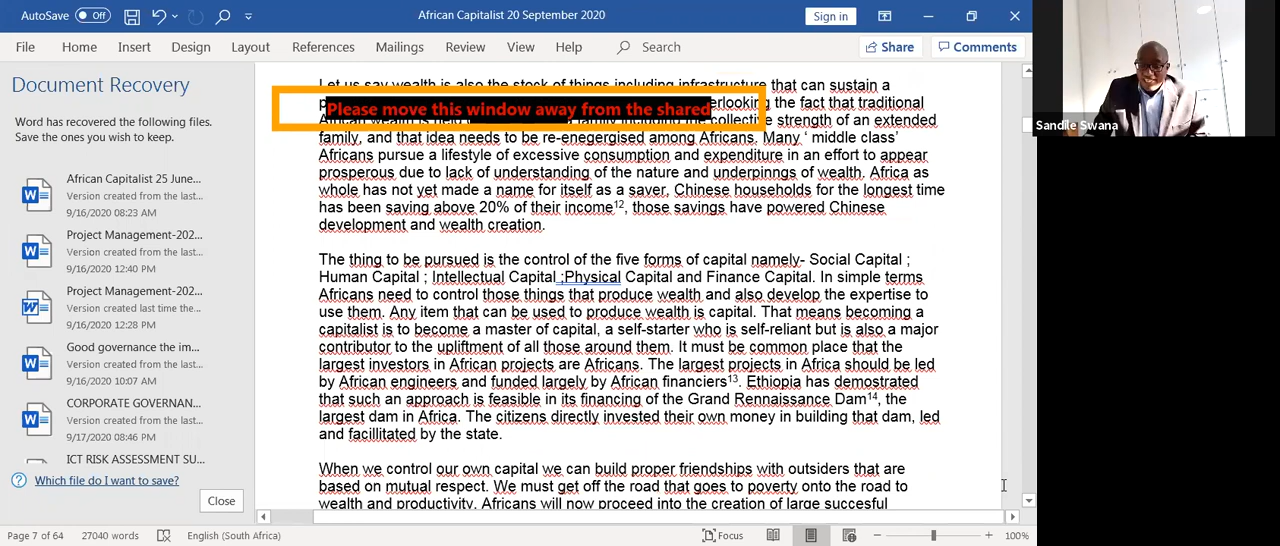 AutoSave Off
African Capitalist 20 September 2020
Sign in
File Home Insert Design Layout References Mailings Review View Help Search Share Comments
Document Recovery
Word has recovered the following files.
Save the ones you wish to keep.
African Capitalist 25 June...
Version created from the last...
9/16/2020 08:23 AM
Project Management-202...
Version created from the last...
9/16/2020 12:40 PM
Project Management-202...
Version created last time the...
9/16/2020 12:28 PM
Good governance the im...
Version created from the last...
9/16/2020 10:07 AM
CORPORATE GOVERNAN...
Version created from the last...
9/17/2020 08:46 PM
ICT RISK ASSESSMENT SU...
Which file do I want to save?
Close
Let us say wealth is also the stock of things including infrastructure that can sustain a
Please move this window away from the shared
overlooking the fact that traditional
African wealth is held family including the collective strength of an extended
family, and that idea needs to be re-enegergised among Africans. Many ‘ middle class’
Africans pursue a lifestyle of excessive consumption and expenditure in an effort to appear
prosperous due to lack of understanding of the nature and underpinngs of wealth. Africa as
whole has not yet made a name for itself as a saver, Chinese households for the longest time
has been saving above 20% of their income12, those savings have powered Chinese
development and wealth creation.
The thing to be pursued is the control of the five forms of capital namely- Social Capital ;
Human Capital ; Intellectual Capital ;Physical Capital and Finance Capital. In simple terms
Africans need to control those things that produce wealth and also develop the expertise to
use them. Any item that can be used to produce wealth is capital. That means becoming a
capitalist is to become a master of capital, a self-starter who is self-reliant but is also a major
contributor to the upliftment of all those around them. It must be common place that the
largest investors in African projects are Africans. The largest projects in Africa should be led
by African engineers and funded largely by African financiers13. Ethiopia has demostrated
that such an approach is feasible in its financing of the Grand Rennaissance Dam14, the
largest dam in Africa. The citizens directly invested their own money in building that dam, led
and facillitated by the state.
When we control our own capital we can build proper friendships with outsiders that are
based on mutual respect. We must get off the road that goes to poverty onto the road to
wealth and productivity. Africans will now proceed into the creation of large succesful
Sandile Swana
Page 7 of 64 27040 words English (South Africa) Focus 100%